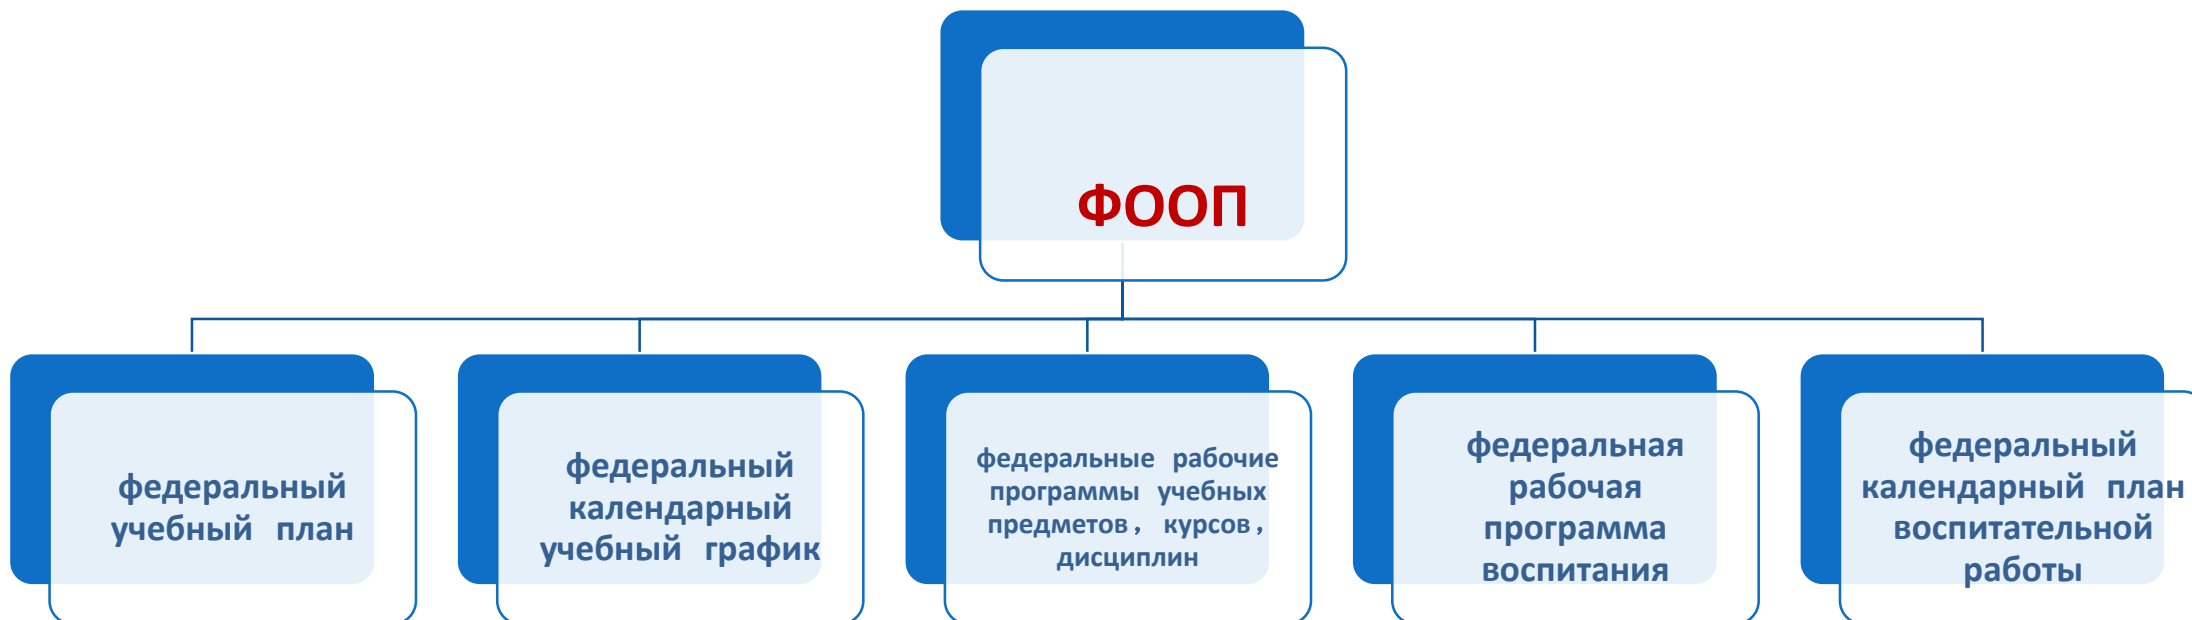 ФООП
федеральный
учебный план
федеральный
календарный
учебный график
федеральные рабочие
программы учебных
предметов, курсов,
дисциплин
федеральная
рабочая
программа
воспитания
федеральный
календарный план
воспитательной
работы